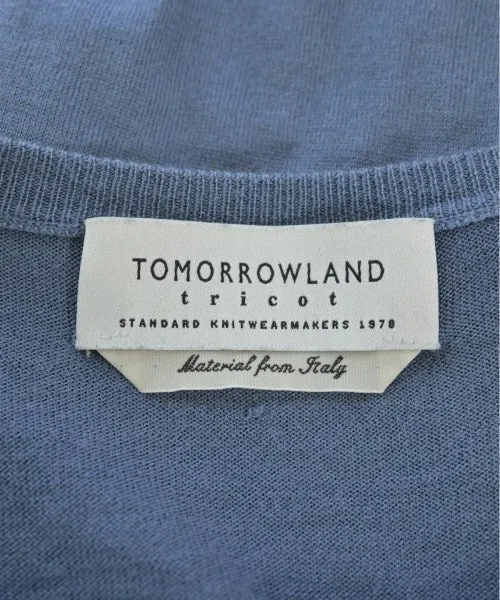 TOMORROWLAND
tricot
STANDARD KNITWEARMAKERS 1978
Material from Italy